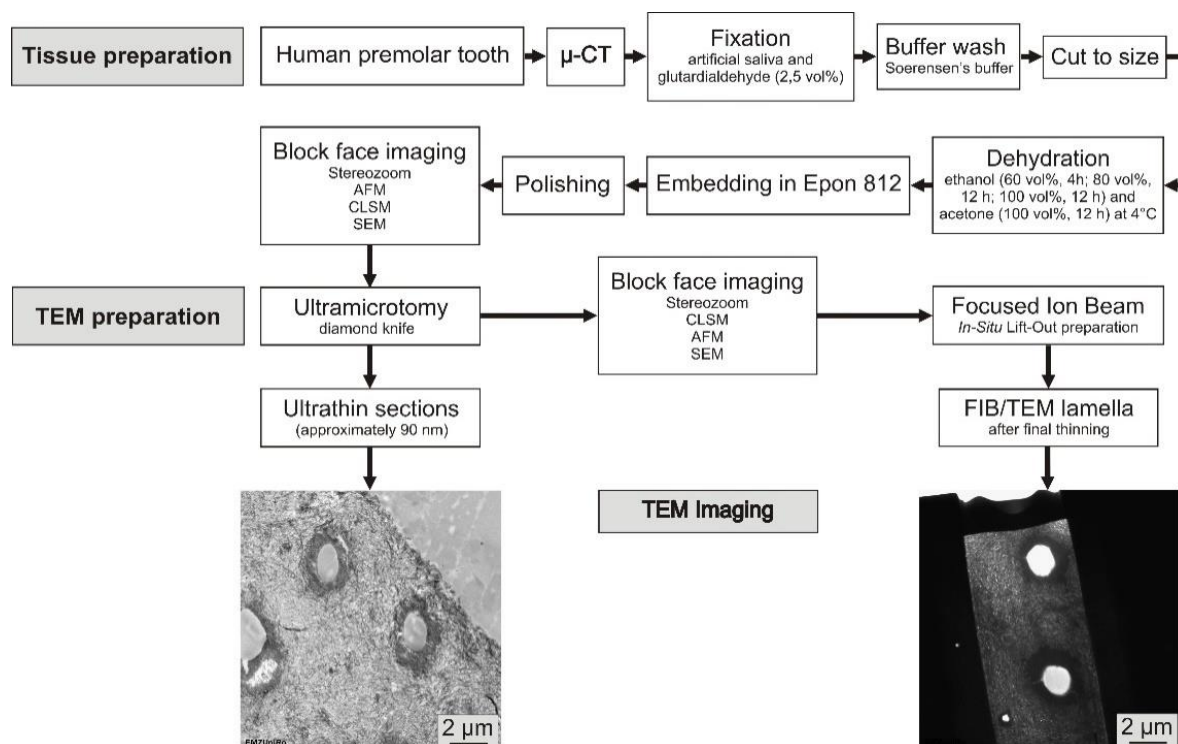 Tissue preparation
Human premolar tooth
µ-CT
Fixation
artificial saliva and
glutardialdehyde (2,5 vol%)
Buffer wash
Soerensen's buffer
Cut to size
Block face imaging
Stereozoom
AFM
CLSM
SEM
Polishing
Embedding in Epon 812
Dehydration
ethanol (60 vol%, 4h; 80 vol%,
12 h; 100 vol%, 12 h) and
acetone (100 vol%, 12 h) at 4°C
TEM preparation
Ultramicrotomy
diamond knife
Block face imaging
Stereozoom
CLSM
AFM
SEM
Focused Ion Beam
In-Situ Lift-Out preparation
Ultrathin sections
(approximately 90 nm)
FIB/TEM lamella
after final thinning
TEM Imaging
2 µm
2 µm